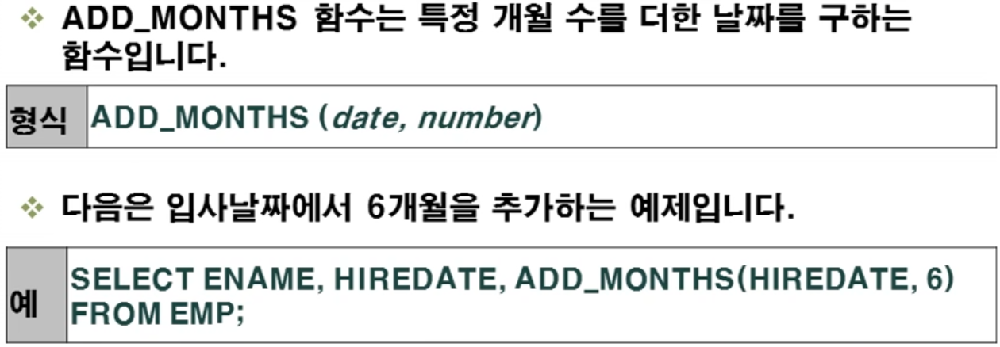 ❖ ADD_MONTHS 함수는 특정 개월 수를 더한 날짜를 구하는
함수입니다.
형식 ADD_MONTHS (date, number)
❖ 다음은 입사날짜에서 6개월을 추가하는 예제입니다.
예 SELECT ENAME, HIREDATE, ADD_MONTHS(HIREDATE, 6)
FROM EMP;